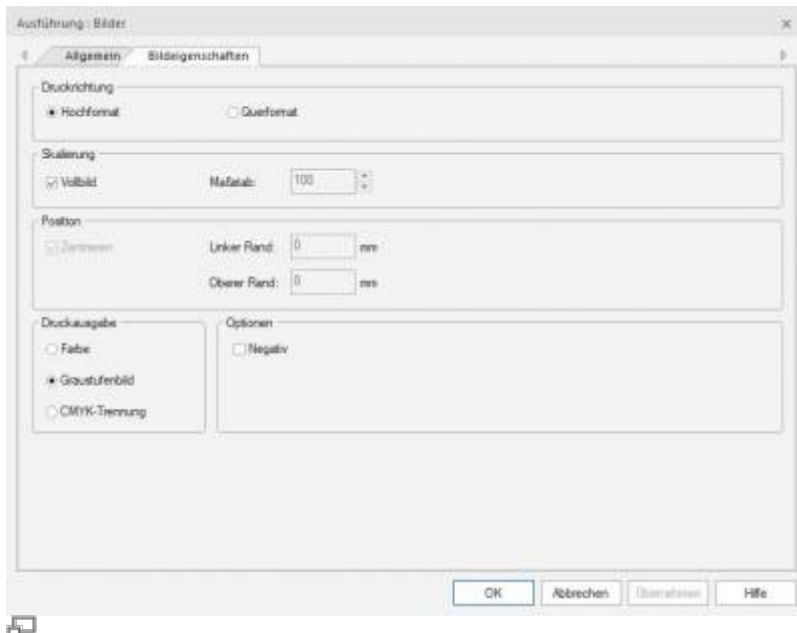 Ausführung : Bilder
Allgemein Bildeigenschaften
Druckrichtung
Hochformat Querformat
Skalierung
Vollbild Maßstab: 100
Position
Zentrieren Linker Rand: 0 mm
Oberer Rand: 0 mm
Druckausgabe Optionen
Farbe Negativ
Graustufenbild
CMYK-Trennung
OK Abbrechen Übernehmen Hilfe